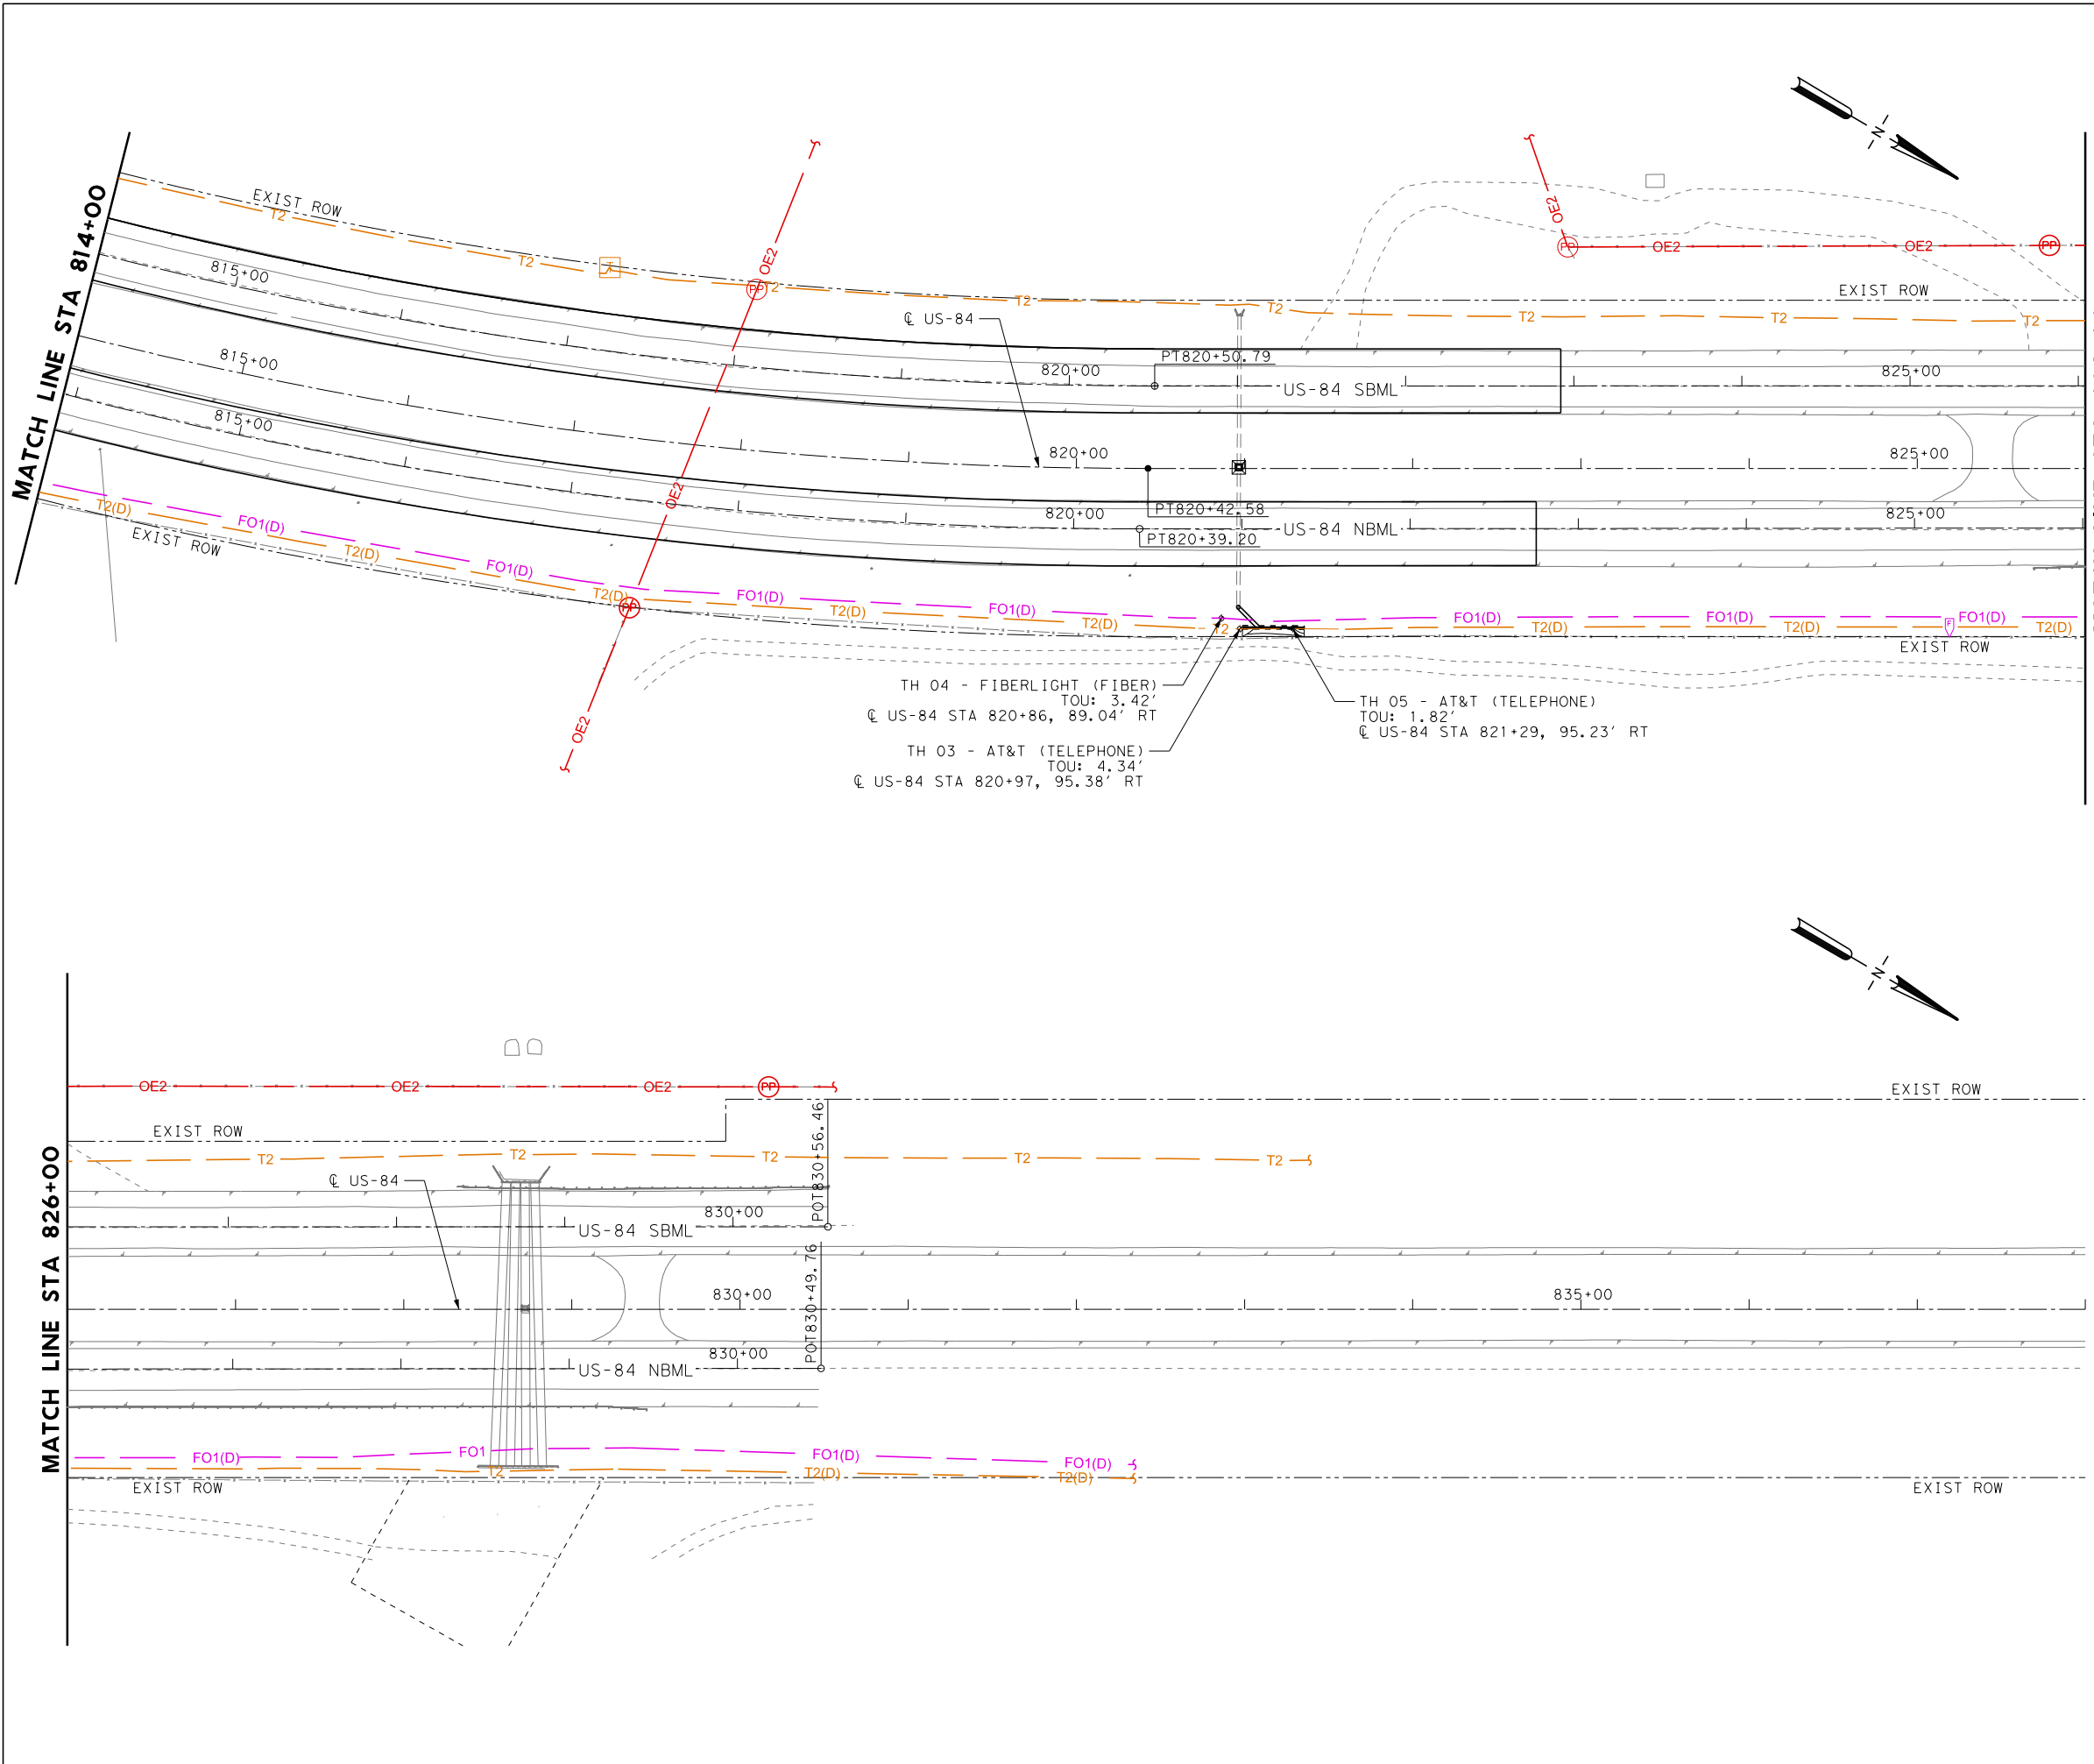 N
MATCH LINE STA 814+00
EXIST ROW
T2
T2
T
T2
PP
OE2
T2
T2
T2
T2
T2
OE2
PP
OE2
OE2
PP
EXIST ROW
815+00
℄ US-84
PT820+50.79
820+00
US-84 SBML
825+00
815+00
820+00
825+00
815+00
OE2
PT820+42.58
820+00
US-84 NBML
825+00
PT820+39.20
T2(D)
FO1(D)
EXIST ROW
T2(D)
FO1(D)
T2(D)
PP
FO1(D)
T2(D)
FO1(D)
T2(D)
T2
FO1(D)
T2(D)
FO1(D)
T2(D)
F
FO1(D)
T2(D)
EXIST ROW
OE2
TH 04 - FIBERLIGHT (FIBER)
TOU: 3.42'
℄ US-84 STA 820+86, 89.04' RT
TH 05 - AT&T (TELEPHONE)
TOU: 1.82'
℄ US-84 STA 821+29, 95.23' RT
TH 03 - AT&T (TELEPHONE)
TOU: 4.34'
℄ US-84 STA 820+97, 95.38' RT
N
MATCH LINE STA 826+00
OE2
OE2
OE2
PP
EXIST ROW
EXIST ROW
T2
T2
T2
T2
T2
℄ US-84
POT830+56.46
830+00
US-84 SBML
830+00
835+00
POT830+49.76
830+00
US-84 NBML
FO1(D)
FO1
FO1(D)
FO1(D)
T2
T2(D)
T2(D)
EXIST ROW
EXIST ROW